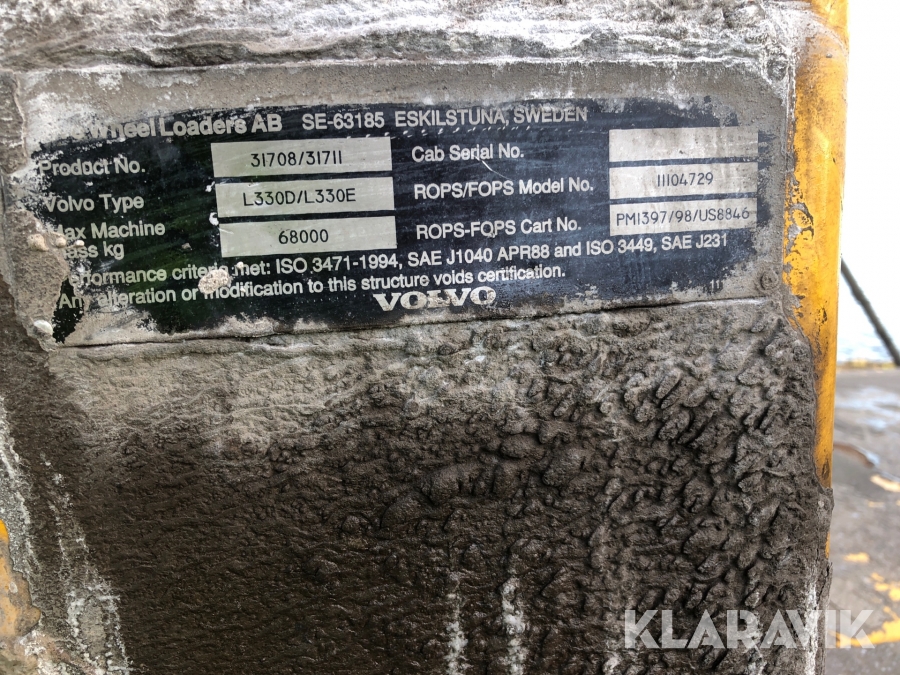 Wheel Loaders AB SE-63185 ESKILSTUNA, SWEDEN
Product No. 31708/31711 Cab Serial No.
Volvo Type L330D/L330E ROPS/FOPS Model No. 11104729
Max Machine
mass kg 68000 ROPS-FOPS Cart No. PM1397/98/US8846
Performance criteria met: ISO 3471-1994, SAE J1040 APR88 and ISO 3449, SAE J231
Any alteration or modification to this structure voids certification.
VOLVO
KLARAVIK